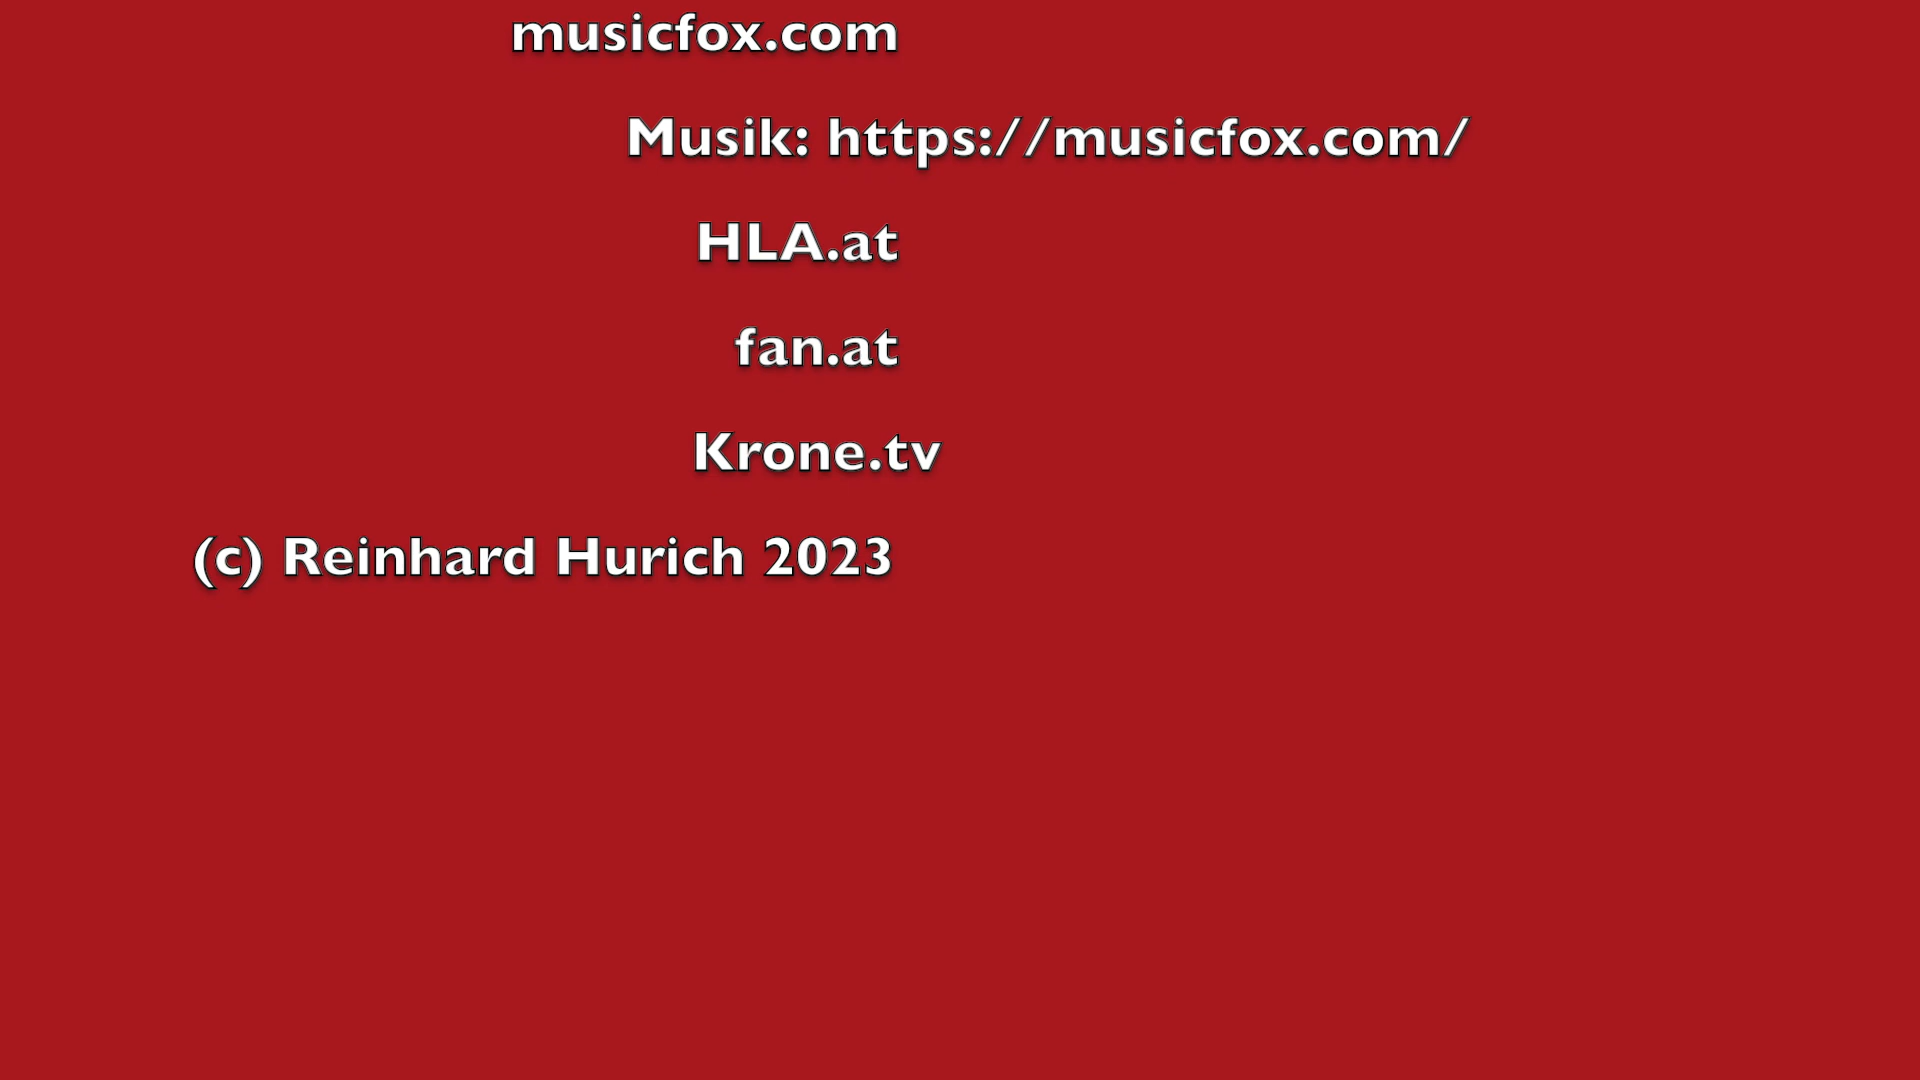 musicfox.com
Musik: https://musicfox.com/
HLA.at
fan.at
Krone.tv
(c) Reinhard Hurich 2023